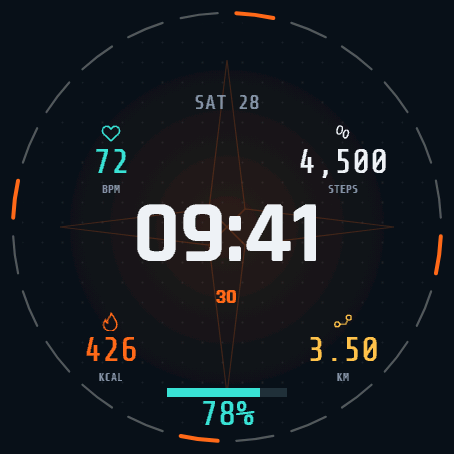 SAT 28
72
BPM
4,500
STEPS
09:41
30
426
KCAL
3.50
KM
78%